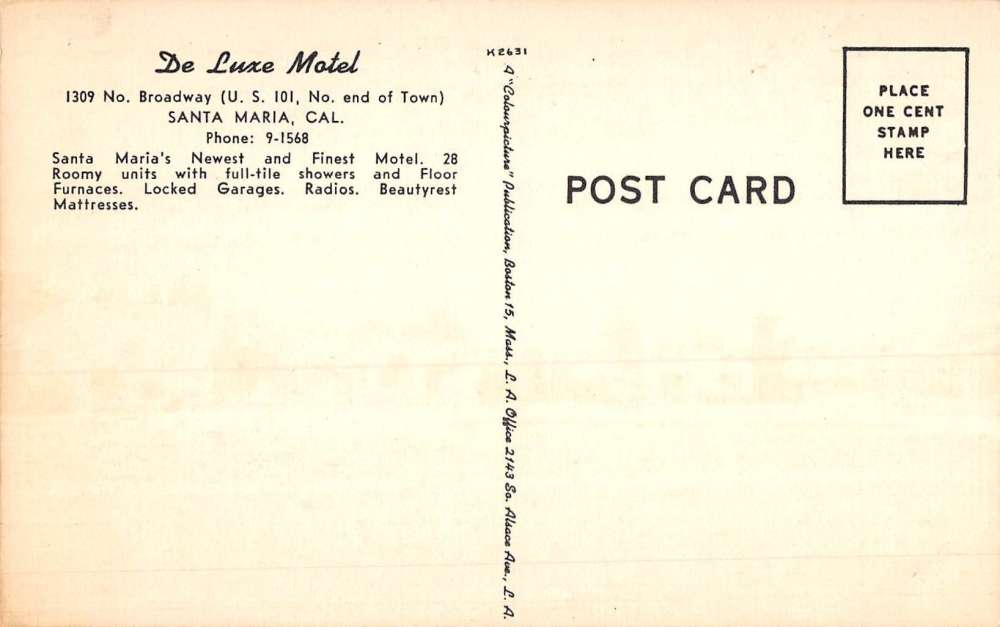 De Luxe Motel
1309 No. Broadway (U. S. 101, No. end of Town)
SANTA MARIA, CAL.
Phone: 9-1568
Santa Maria's Newest and Finest Motel. 28
Roomy units with full-tile showers and Floor
Furnaces. Locked Garages. Radios. Beautyrest
Mattresses.
K2631
A "Colourpicture" Publication, Boston 15, Mass., L. A. Office 2143 So. Alsace Ave., L. A.
POST CARD
PLACE
ONE CENT
STAMP
HERE